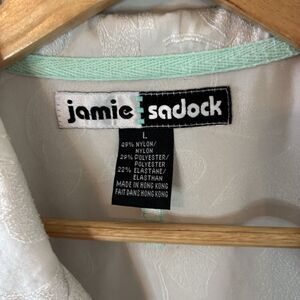 jamie sadock
L
49% NYLON/
NYLON
29% POLYESTER/
POLYESTER
22% ELASTANE/
ELASTHAN
MADE IN HONG KONG
FAIT DANS HONG KONG